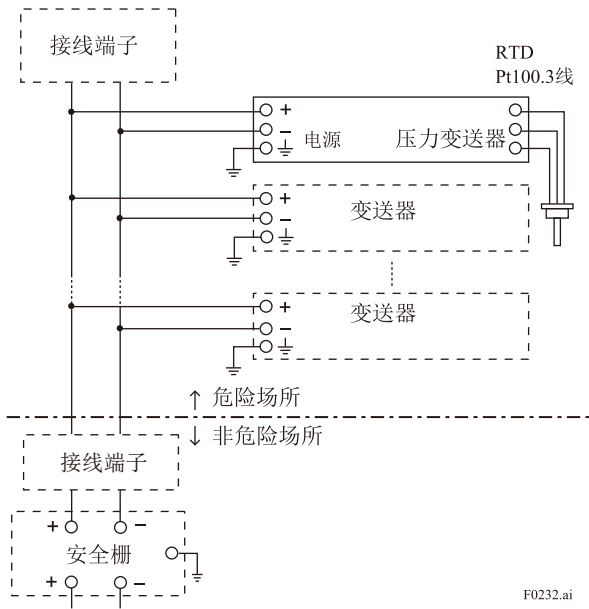 接线端子
RTD
Pt100.3线
+
−
电源
压力变送器
+
−
变送器
+
−
变送器
↑ 危险场所
↓ 非危险场所
接线端子
+ −
安全栅
+ −
F0232.ai